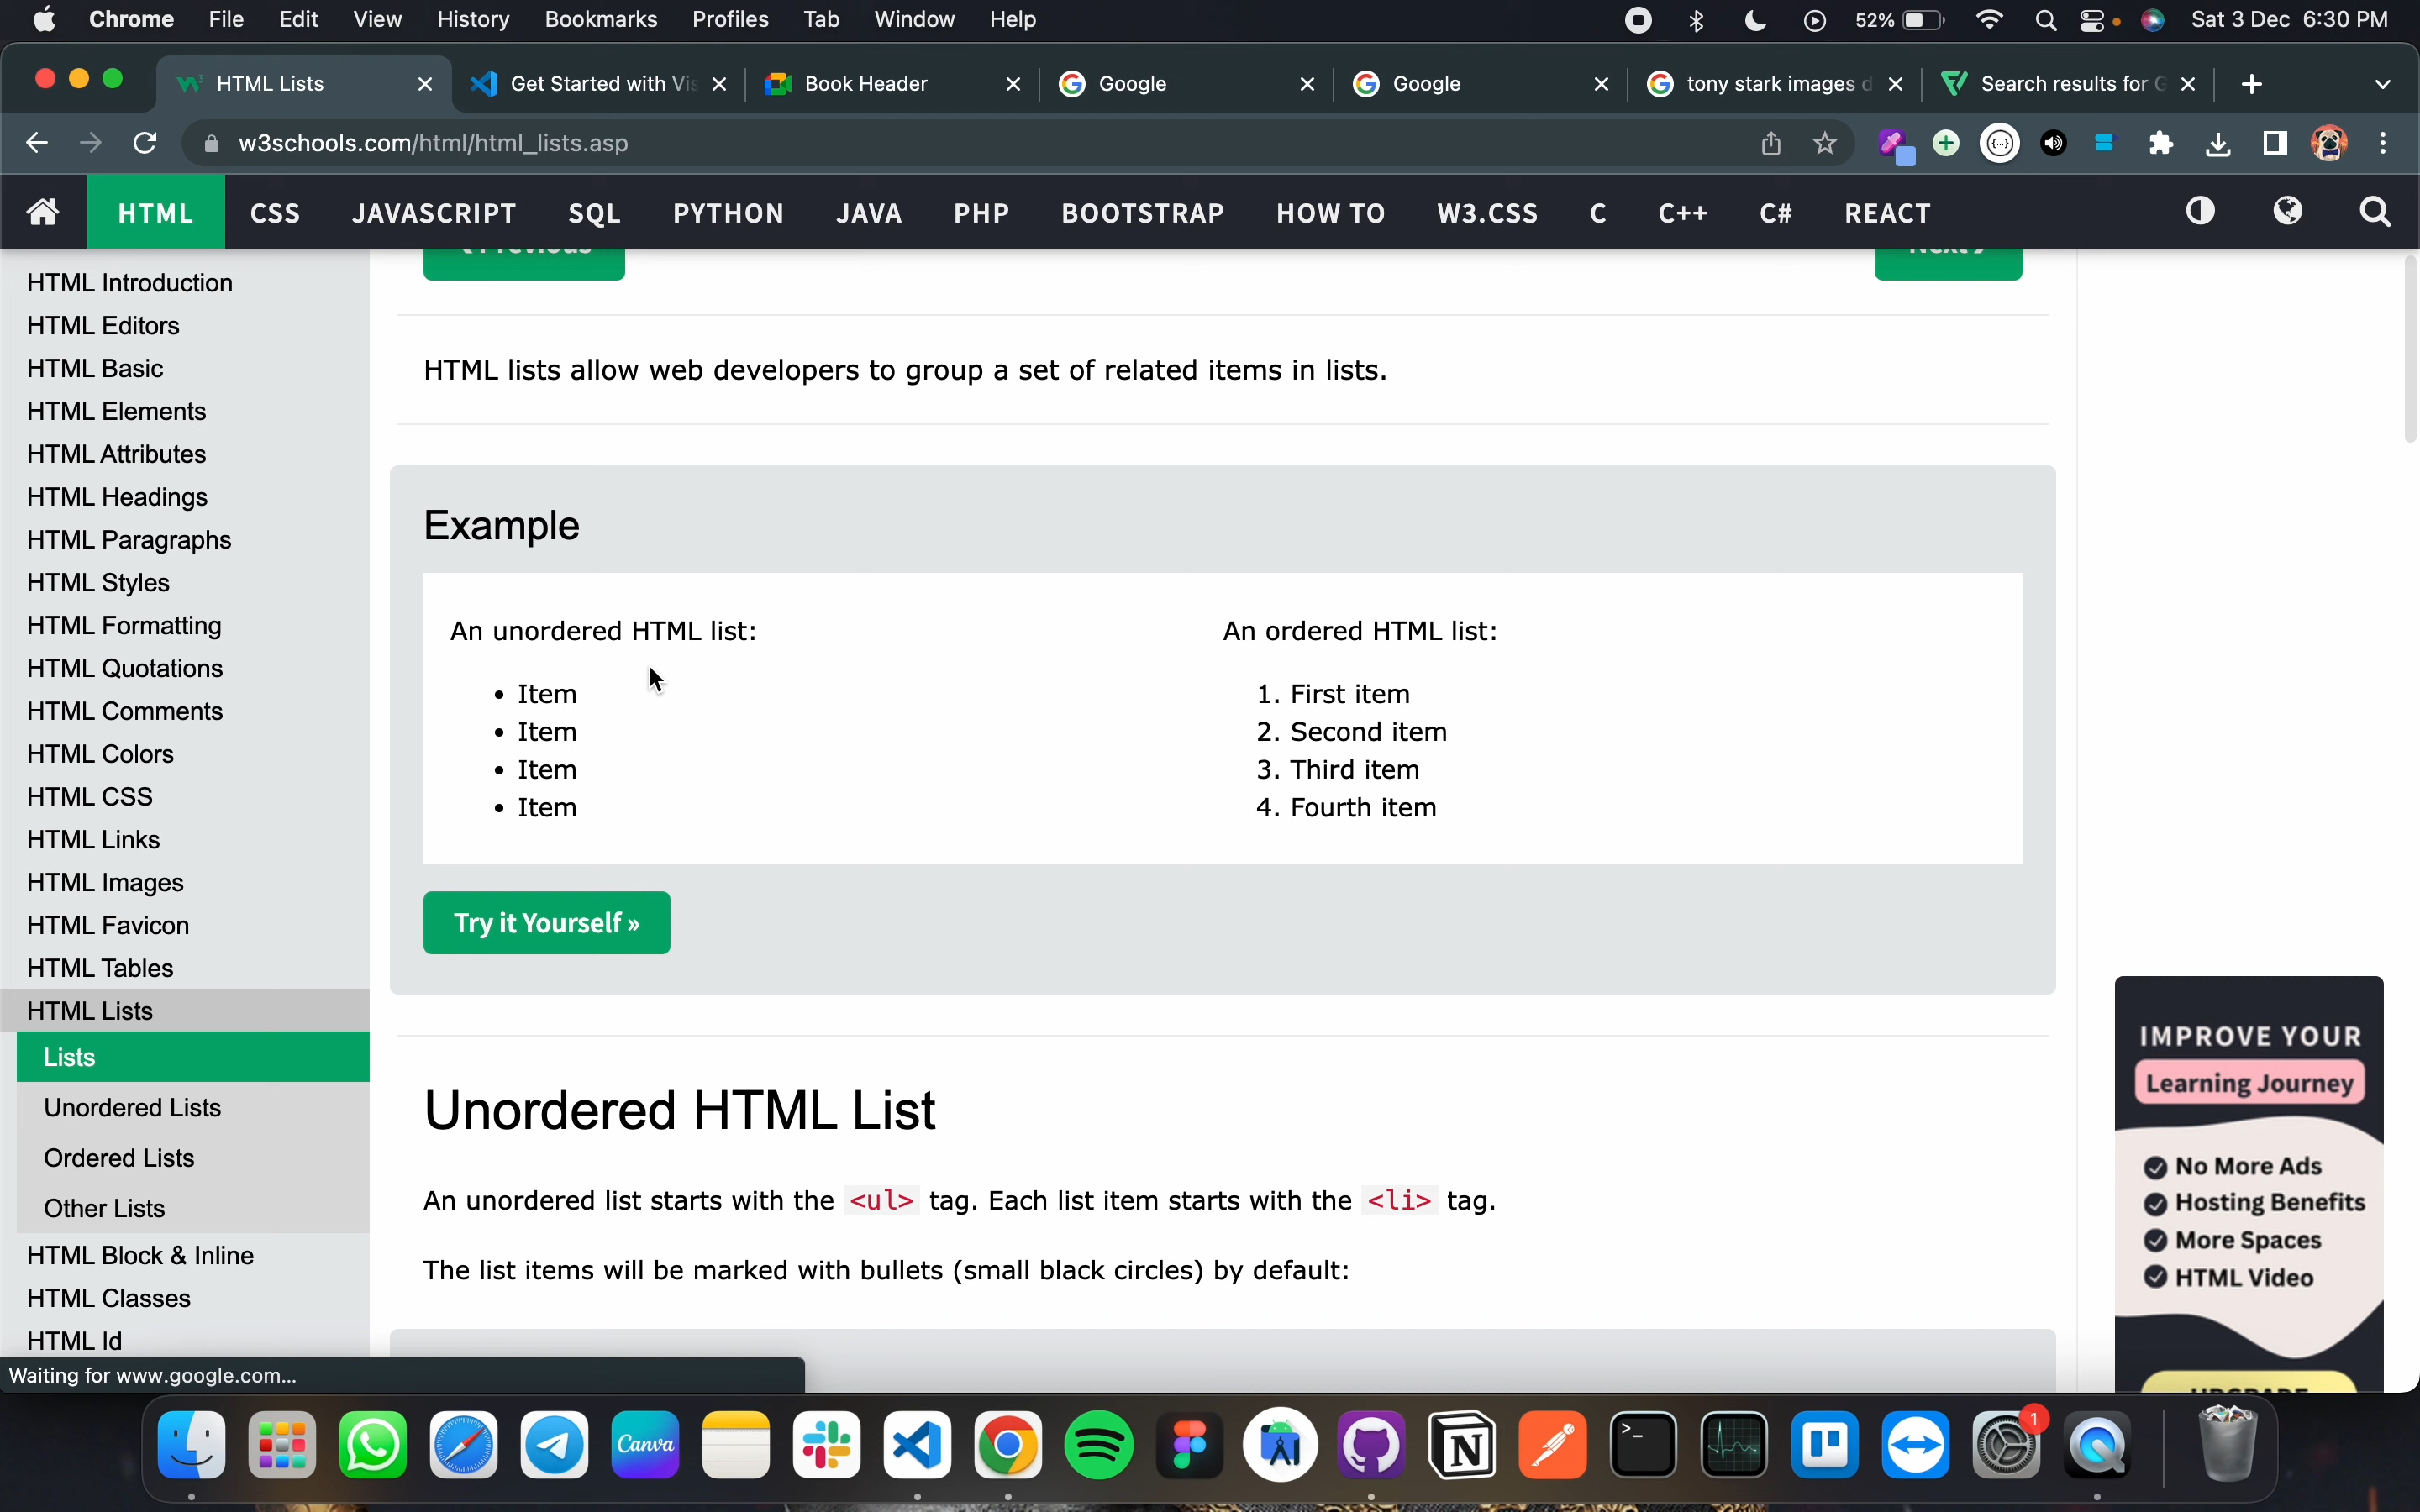 Chrome File Edit View History Bookmarks Profiles Tab Window Help 52% Sat 3 Dec 6:30 PM
HTML Lists Get Started with Vis Book Header Google Google tony stark images d Search results for G
w3schools.com/html/html_lists.asp
HTML CSS JAVASCRIPT SQL PYTHON JAVA PHP BOOTSTRAP HOW TO W3.CSS C C++ C# REACT
HTML Introduction
HTML Editors
HTML Basic
HTML Elements
HTML Attributes
HTML Headings
HTML Paragraphs
HTML Styles
HTML Formatting
HTML Quotations
HTML Comments
HTML Colors
HTML CSS
HTML Links
HTML Images
HTML Favicon
HTML Tables
HTML Lists
Lists
Unordered Lists
Ordered Lists
Other Lists
HTML Block & Inline
HTML Classes
HTML Id
Waiting for www.google.com...
‹ Previous
Next ›
HTML lists allow web developers to group a set of related items in lists.
Example
An unordered HTML list:
• Item
• Item
• Item
• Item
An ordered HTML list:
1. First item
2. Second item
3. Third item
4. Fourth item
Try it Yourself »
Unordered HTML List
An unordered list starts with the <ul> tag. Each list item starts with the <li> tag.
The list items will be marked with bullets (small black circles) by default:
IMPROVE YOUR
Learning Journey
No More Ads
Hosting Benefits
More Spaces
HTML Video
UPGRADE
Canva
1